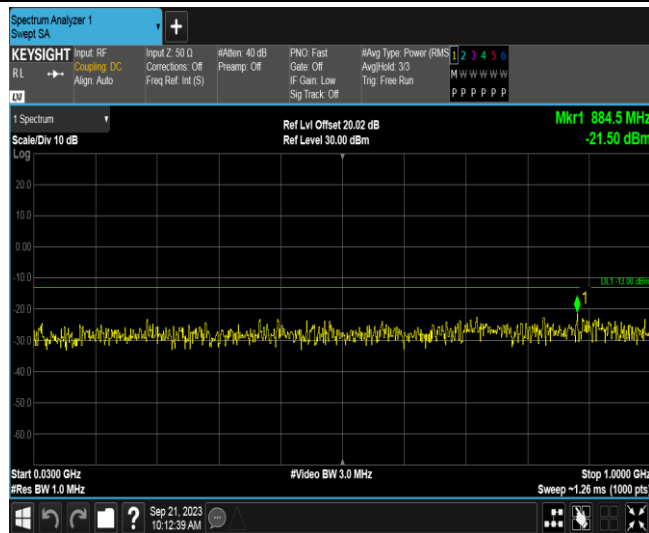 Spectrum Analyzer 1
Swept SA
+
KEYSIGHT
RL
Input: RF
Coupling: DC
Align: Auto
Input Z: 50 Ω
Corrections: Off
Freq Ref: Int (S)
#Atten: 40 dB
Preamp: Off
PNO: Fast
Gate: Off
IF Gain: Low
Sig Track: Off
#Avg Type: Power (RMS
Avg|Hold: 3/3
Trig: Free Run
1 2 3 4 5 6
M W W W W W
P P P P P P
1 Spectrum
Scale/Div 10 dB
Log
Ref Lvl Offset 20.02 dB
Ref Level 30.00 dBm
Mkr1 884.5 MHz
-21.50 dBm
20.0
10.0
0.00
-10.0
DL1 -13.00 dBm
1
-20.0
-30.0
-40.0
-50.0
-60.0
Start 0.0300 GHz
#Video BW 3.0 MHz
Stop 1.0000 GHz
#Res BW 1.0 MHz
Sweep ~1.26 ms (1000 pts)
?
Sep 21, 2023
10:12:39 AM